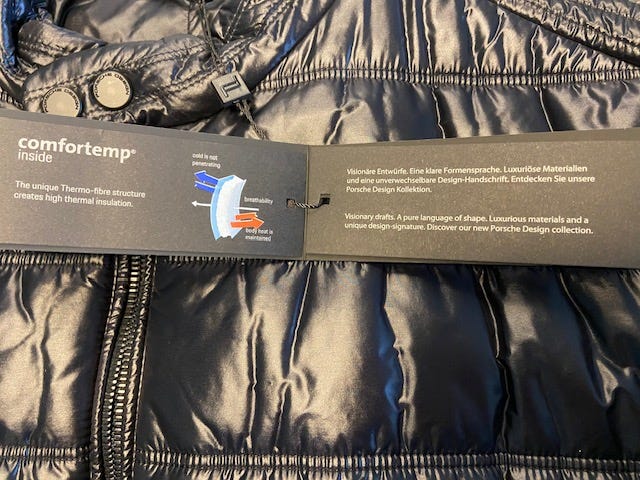 comfortemp®
inside
The unique Thermo-fibre structure
creates high thermal insulation.
cold is not
penetrating
breathability
body heat is
maintained
Visionäre Entwürfe. Eine klare Formensprache. Luxuriöse Materialien
und eine unverwechselbare Design-Handschrift. Entdecken Sie unsere
Porsche Design Kollektion.
Visionary drafts. A pure language of shape. Luxurious materials and a
unique design-signature. Discover our new Porsche Design collection.